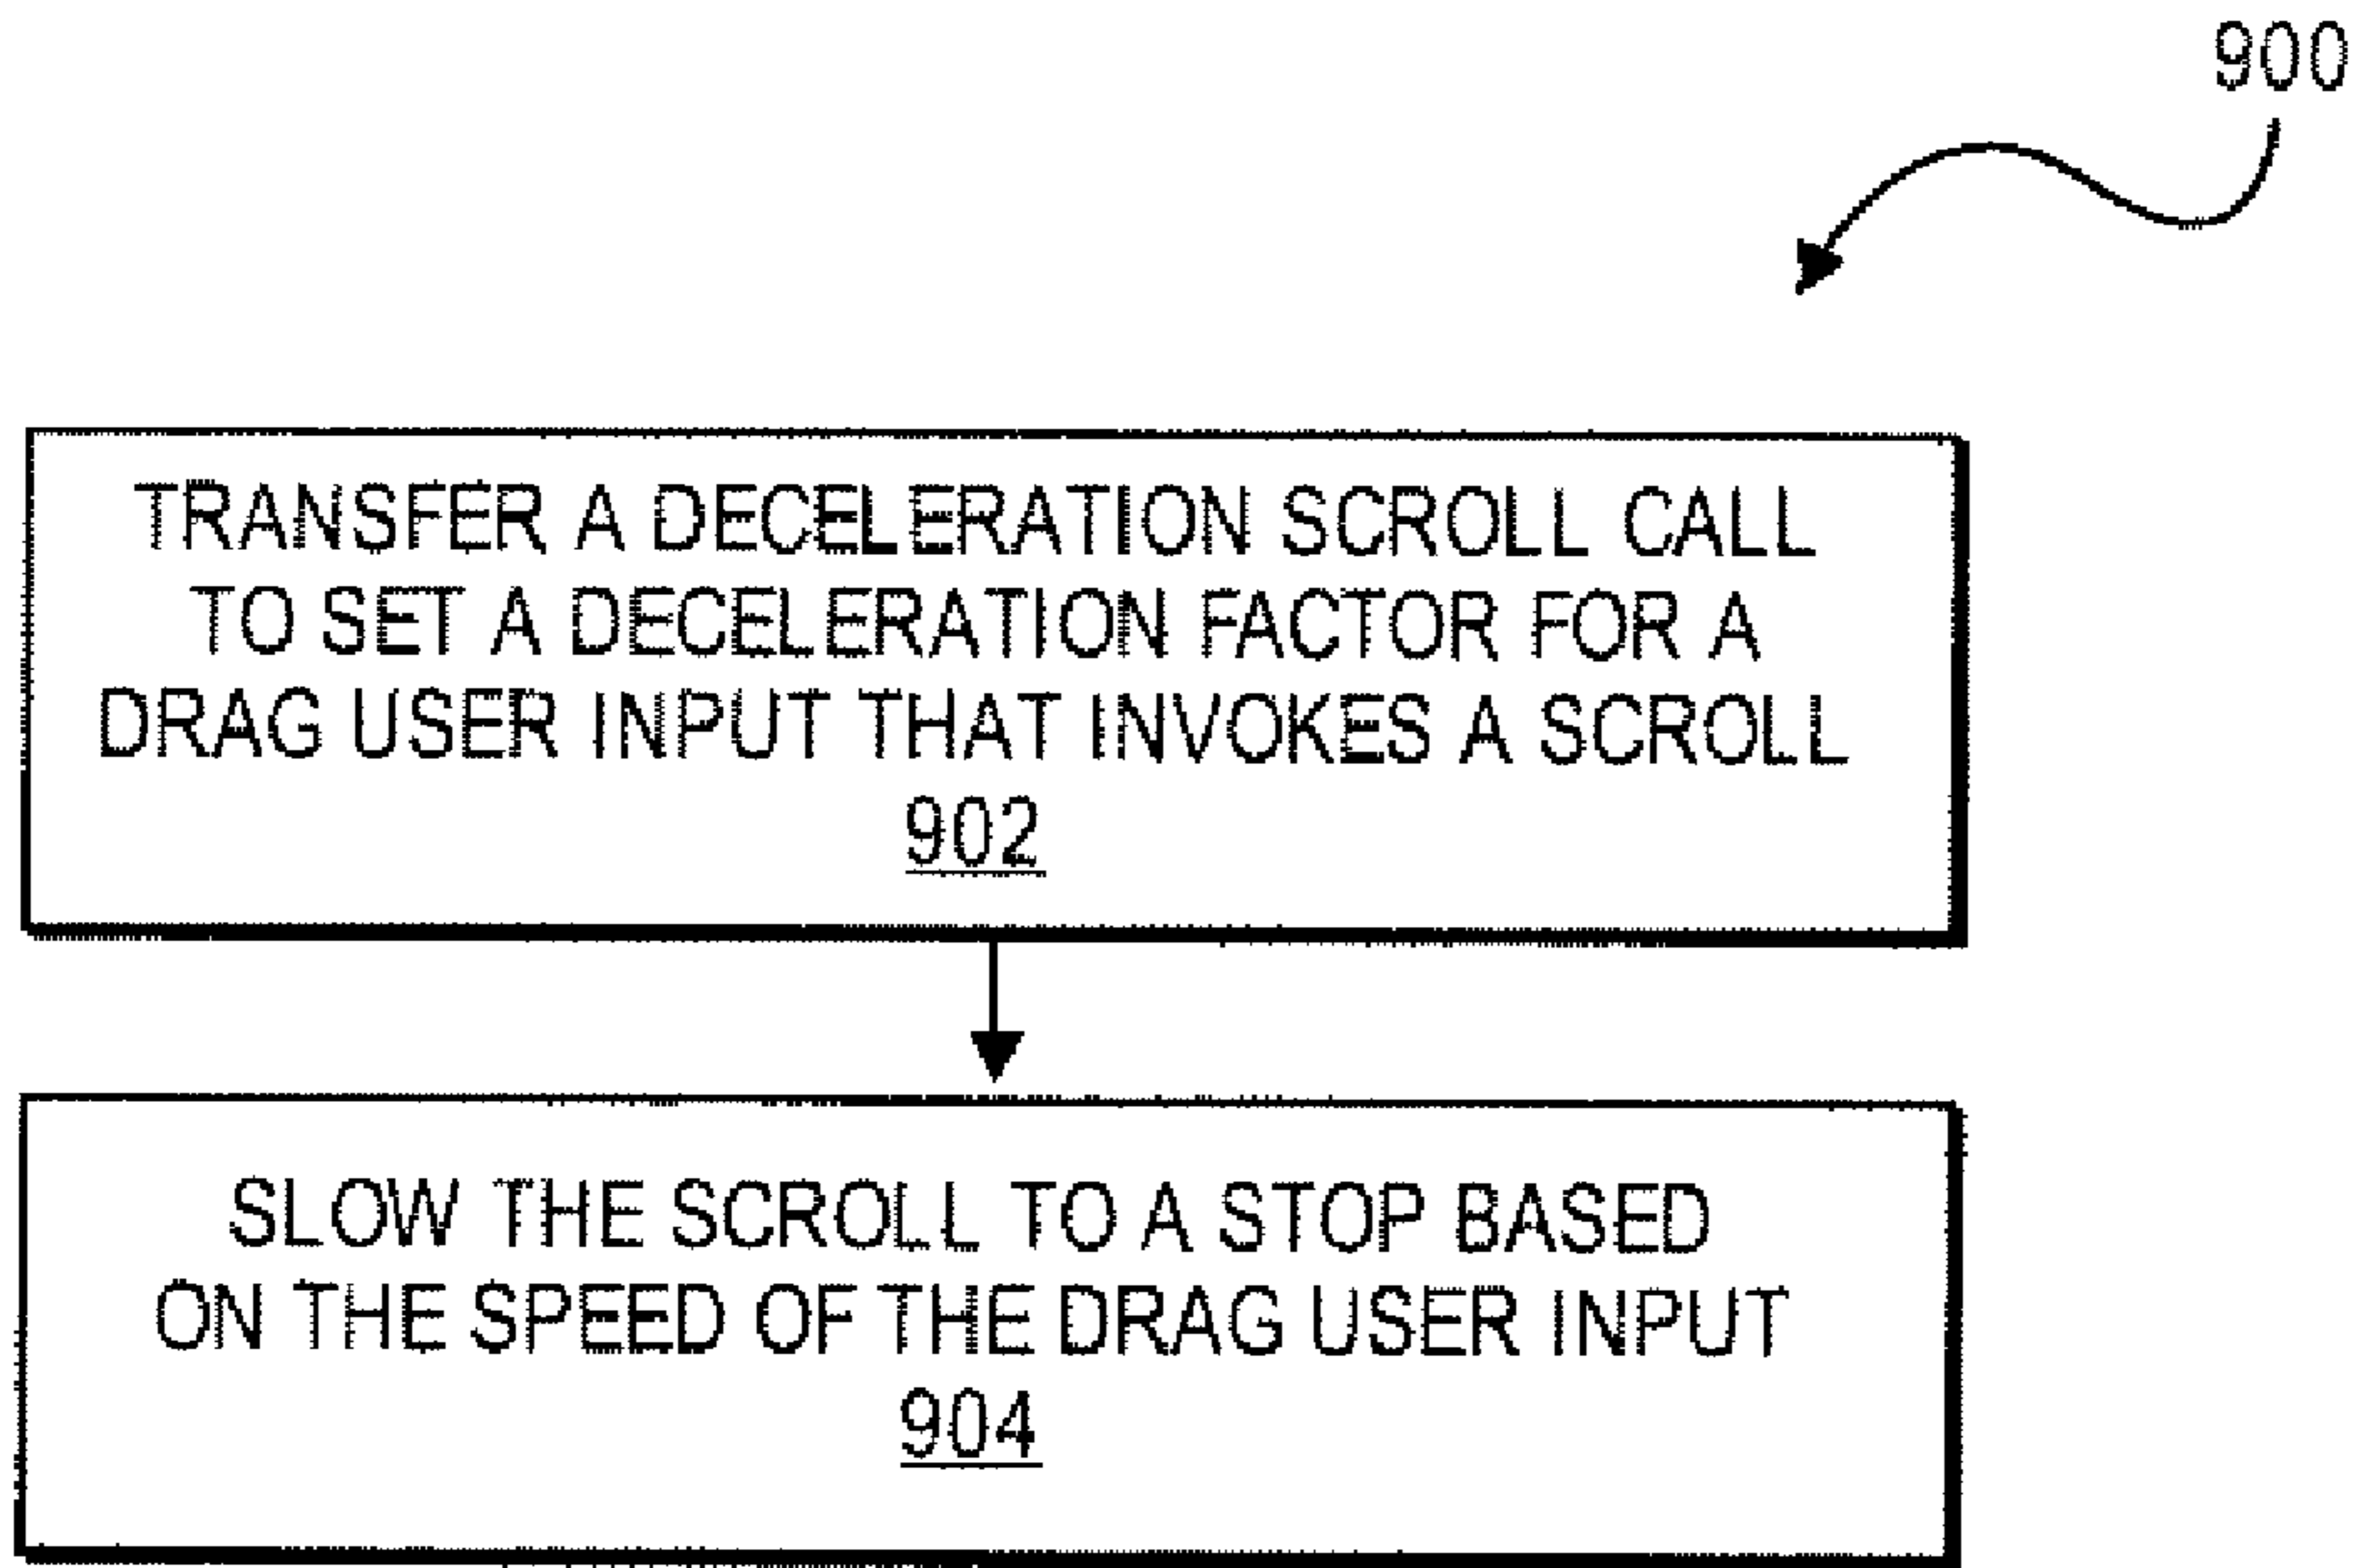 900
TRANSFER A DECELERATION SCROLL CALL
TO SET A DECELERATION FACTOR FOR A
DRAG USER INPUT THAT INVOKES A SCROLL
902
SLOW THE SCROLL TO A STOP BASED
ON THE SPEED OF THE DRAG USER INPUT
904